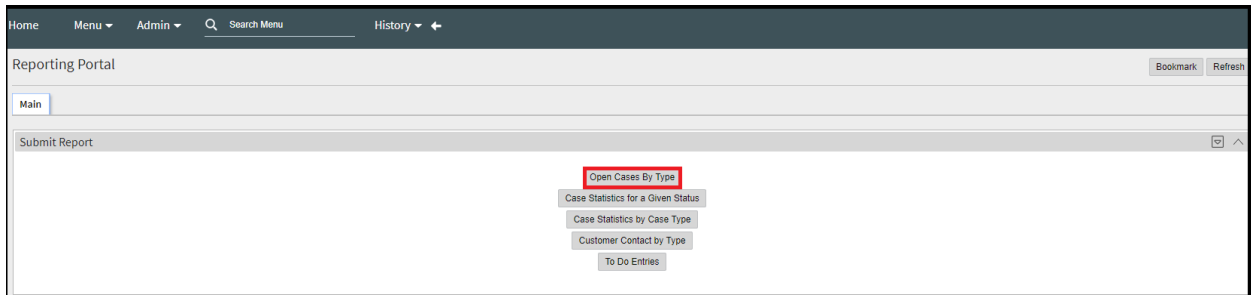 Home Menu Admin Search Menu History
Reporting Portal Bookmark Refresh
Main
Submit Report
Open Cases By Type
Case Statistics for a Given Status
Case Statistics by Case Type
Customer Contact by Type
To Do Entries